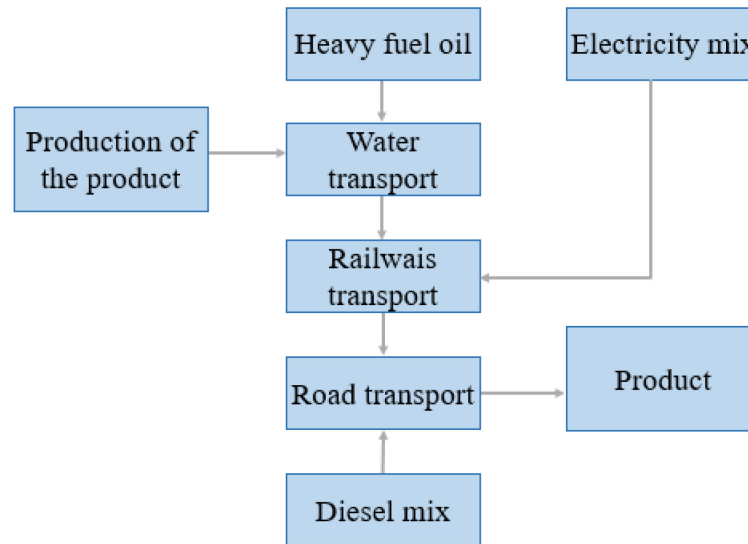 Heavy fuel oil
Electricity mix
Production of
the product
Water
transport
Railwais
transport
Product
Road transport
Diesel mix